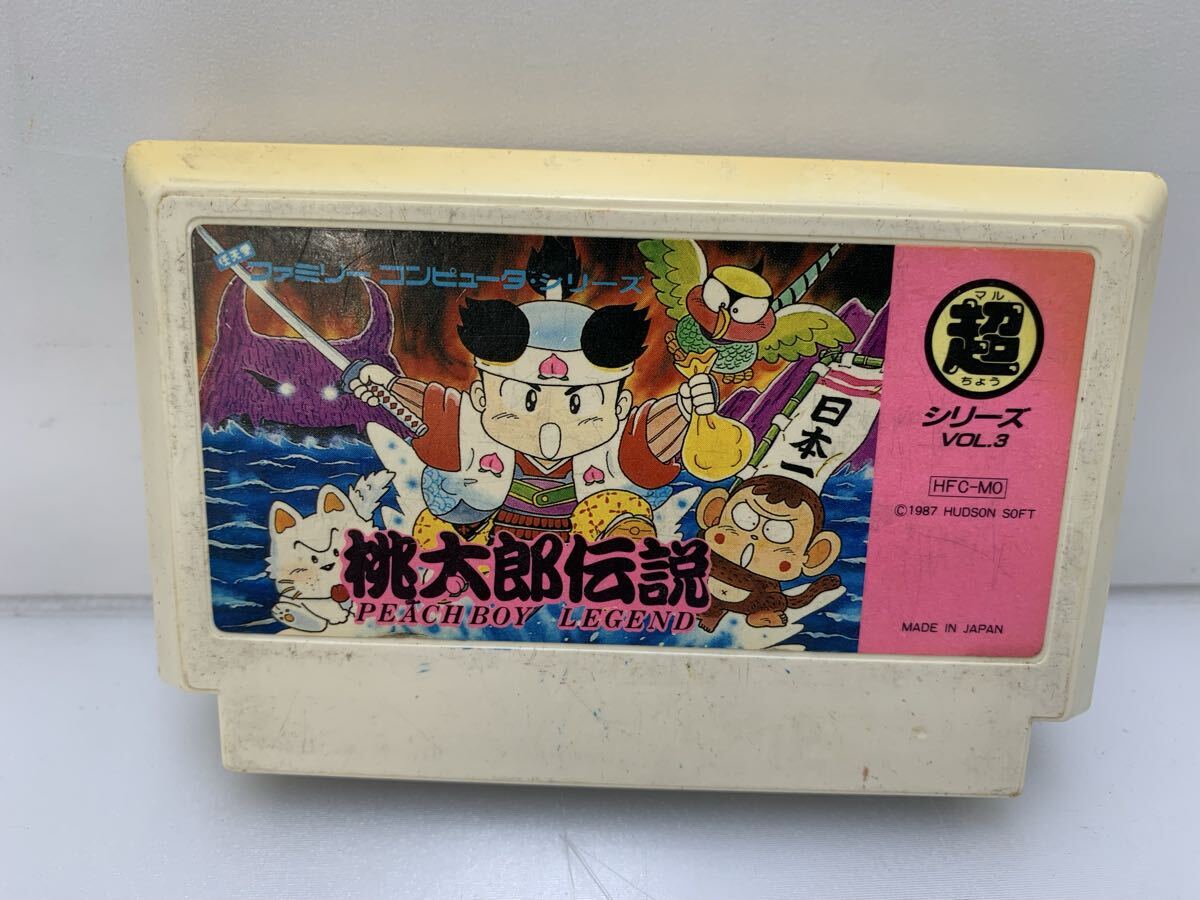 任天堂
ファミリーコンピュータ・シリーズ
日本一
桃太郎伝説
PEACH BOY LEGEND
マル
超
ちょう
シリーズ
VOL.3
HFC-MO
©1987 HUDSON SOFT
MADE IN JAPAN